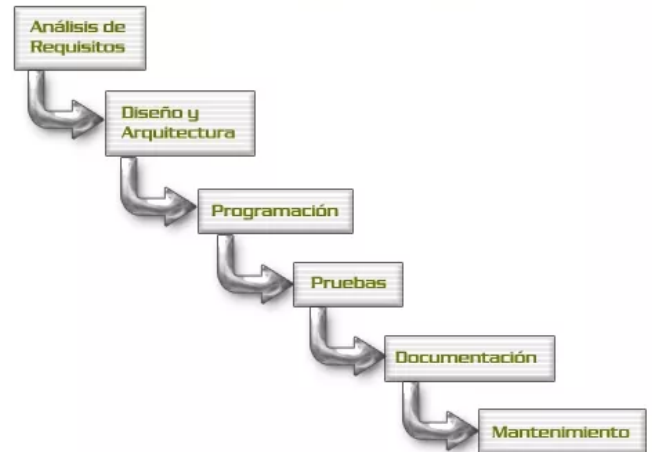 Análisis de
Requisitos
Diseño y
Arquitectura
Programación
Pruebas
Documentación
Mantenimiento